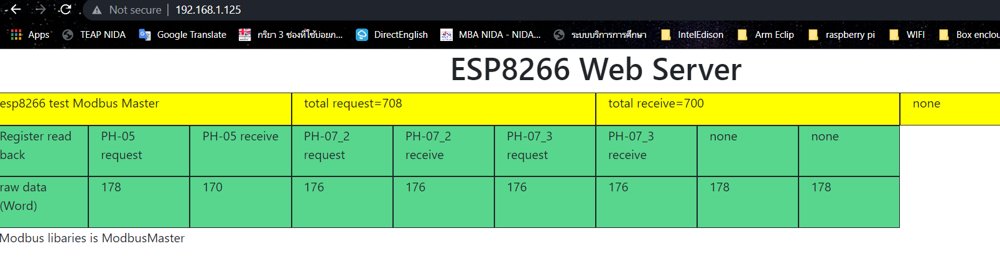 Not secure | 192.168.1.125
Apps TEAP NIDA Google Translate กริยา 3 ช่องที่ใช้บ่อยภ... DirectEnglish MBA NIDA - NIDA... ระบบบริการการศึกษา IntelEdison Arm Eclip raspberry pi WIFI Box enclou
ESP8266 Web Server
esp8266 test Modbus Master total request=708 total receive=700 none
Register read PH-05 PH-05 receive PH-07_2 PH-07_2 PH-07_3 PH-07_3 none none
back request request receive request receive
raw data 178 170 176 176 176 176 178 178
(Word)
Modbus libaries is ModbusMaster